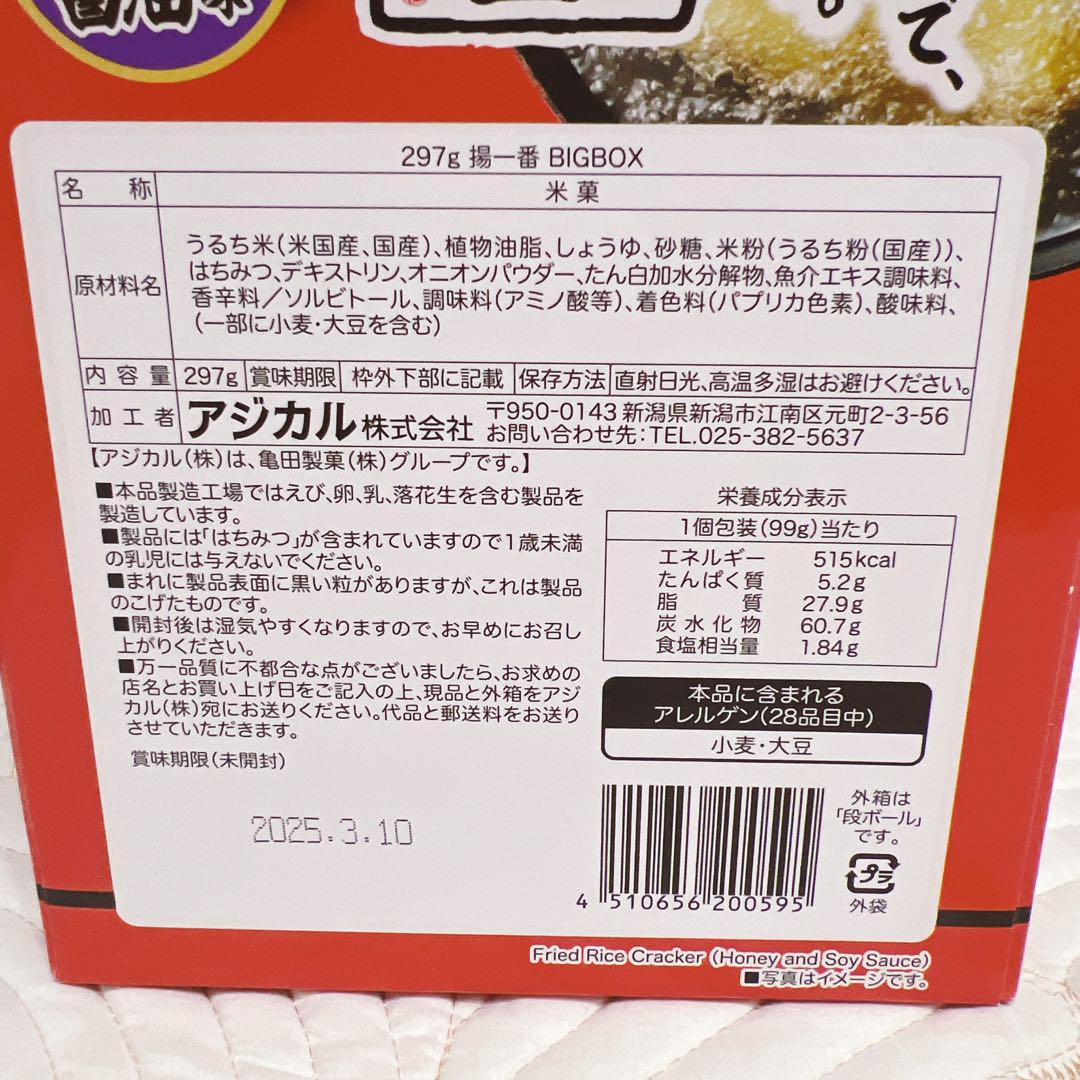 醤油味
て、
297g 揚一番 BIGBOX
名称 米菓
原材料名
うるち米(米国産、国産)、植物油脂、しょうゆ、砂糖、米粉(うるち粉(国産))、
はちみつ、デキストリン、オニオンパウダー、たん白加水分解物、魚介エキス調味料、
香辛料／ソルビトール、調味料(アミノ酸等)、着色料(パプリカ色素)、酸味料、
(一部に小麦・大豆を含む)
内容量 297g 賞味期限 枠外下部に記載 保存方法 直射日光、高温多湿はお避けください。
加工者 アジカル株式会社
〒950-0143 新潟県新潟市江南区元町2-3-56
お問い合わせ先：TEL.025-382-5637
【アジカル(株)は、亀田製菓(株)グループです。】
■本品製造工場ではえび、卵、乳、落花生を含む製品を
製造しています。
■製品には「はちみつ」が含まれていますので1歳未満
の乳児には与えないでください。
■まれに製品表面に黒い粒がありますが、これは製品
のこげたものです。
■開封後は湿気やすくなりますので、お早めにお召し
上がりください。
■万一品質に不都合な点がございましたら、お求めの
店名とお買い上げ日をご記入の上、現品と外箱をアジ
カル(株)宛にお送りください。代品と郵送料をお送り
させていただきます。
賞味期限(未開封)
2025.3.10
栄養成分表示
1個包装(99g)当たり
エネルギー 515kcal
たんぱく質 5.2g
脂質 27.9g
炭水化物 60.7g
食塩相当量 1.84g
本品に含まれる
アレルゲン(28品目中)
小麦・大豆
4 510656 200595
外箱は
「段ボール」
です。
プラ
外袋
Fried Rice Cracker (Honey and Soy Sauce)
■写真はイメージです。